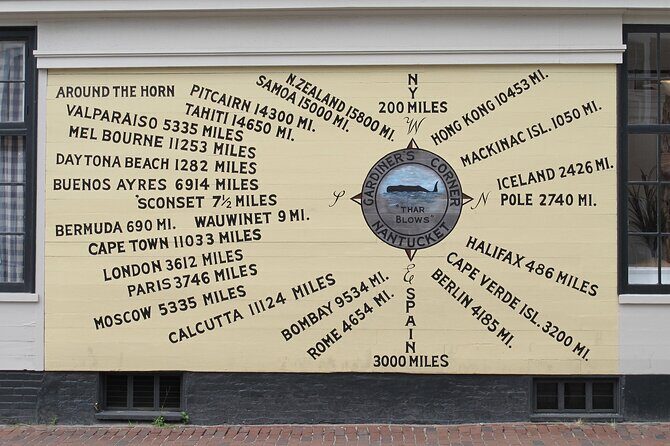 AROUND THE HORN
PITCAIRN 14300 MI.
TAHITI 14650 MI.
SAMOA 15000 MI.
N. ZEALAND 15800 MI.
VALPARAISO 5335 MILES
MEL BOURNE 11253 MILES
DAYTONA BEACH 1282 MILES
BUENOS AYRES 6914 MILES
'SCONSET 7½ MILES
BERMUDA 690 MI.
WAUWINET 9 MI.
CAPE TOWN 11033 MILES
LONDON 3612 MILES
PARIS 3746 MILES
MOSCOW 5335 MILES
CALCUTTA 11124 MILES
BOMBAY 9534 MI.
ROME 4654 MI.
NY
200 MILES
W
S
N
E
GARDINER'S CORNER
"THAR
BLOWS"
NANTUCKET
SPAIN
3000 MILES
HONG KONG 10453 MI.
MACKINAC ISL. 1050 MI.
ICELAND 2426 MI.
POLE 2740 MI.
HALIFAX 486 MILES
CAPE VERDE ISL. 3200 MI.
BERLIN 4185 MI.